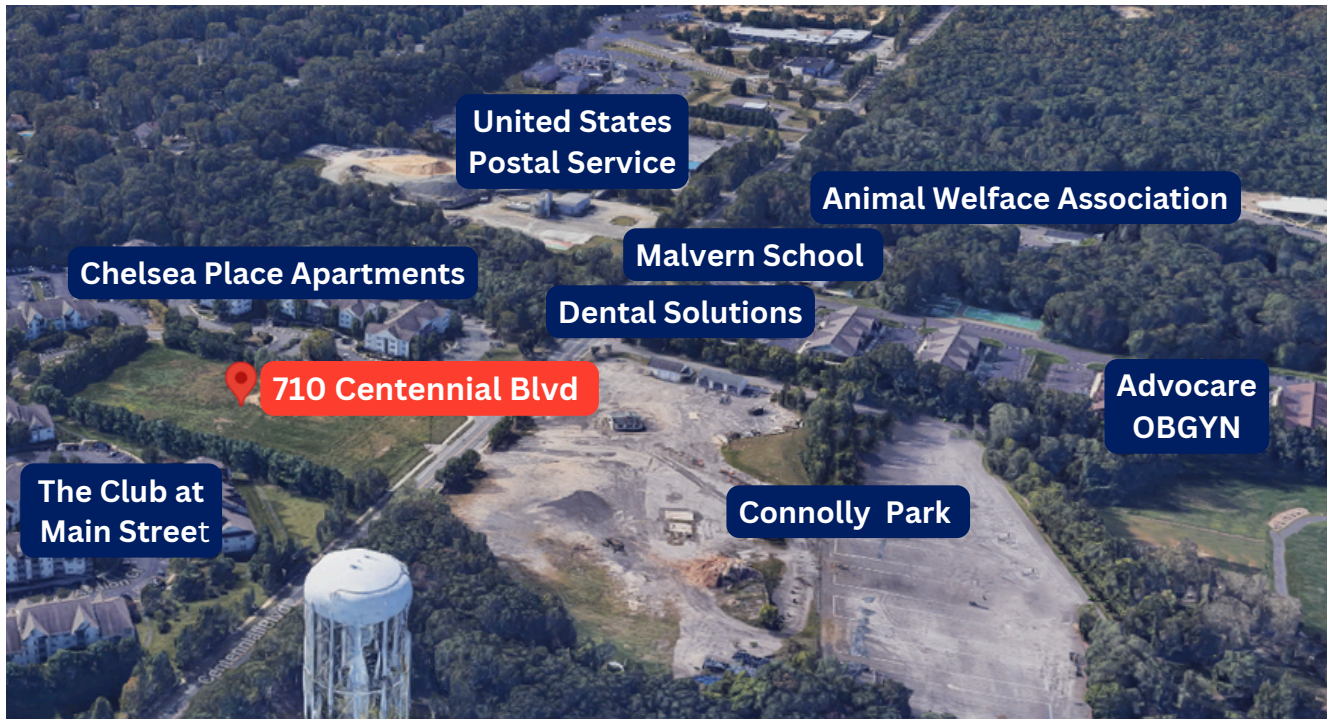 United States
Postal Service
Animal Welface Association
Malvern School
Chelsea Place Apartments
Dental Solutions
710 Centennial Blvd
Advocare
OBGYN
The Club at
Main Street
Connolly Park